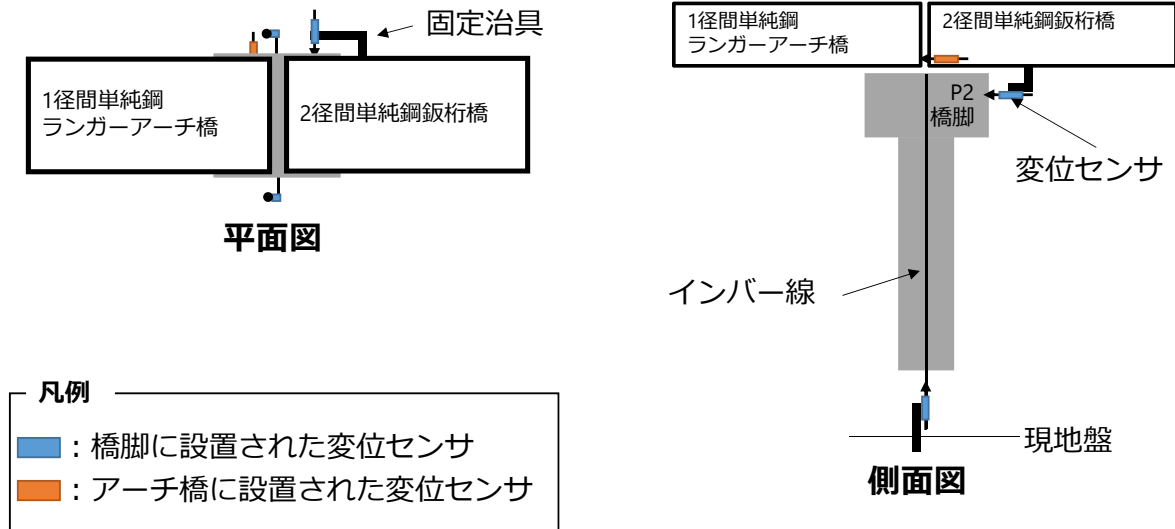 固定治具
1径間単純鋼
ランガーアーチ橋
2径間単純鋼鈑桁橋
平面図
1径間単純鋼
ランガーアーチ橋
2径間単純鋼鈑桁橋
P2
橋脚
変位センサ
インバー線
現地盤
側面図
凡例
：橋脚に設置された変位センサ
：アーチ橋に設置された変位センサ